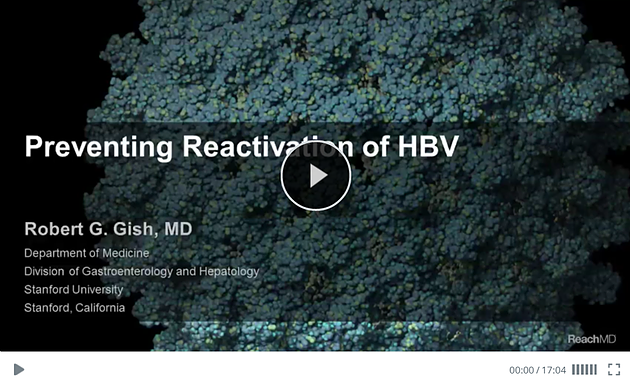 Preventing Reactivation of HBV
Robert G. Gish, MD
Department of Medicine
Division of Gastroenterology and Hepatology
Stanford University
Stanford, California
ReachMD
00:00 / 17:04